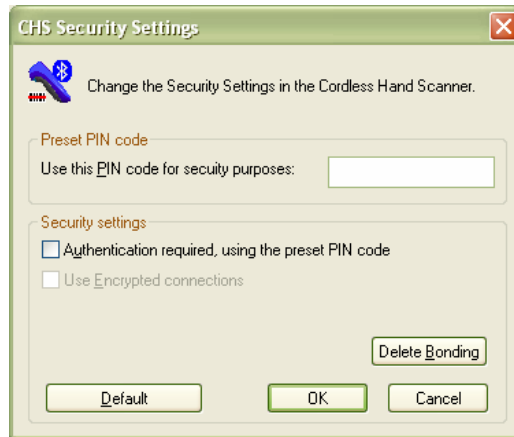 CHS Security Settings
Change the Security Settings in the Cordless Hand Scanner.
Preset PIN code
Use this PIN code for secuity purposes:
Security settings
Authentication required, using the preset PIN code
Use Encrypted connections
Delete Bonding
Default OK Cancel